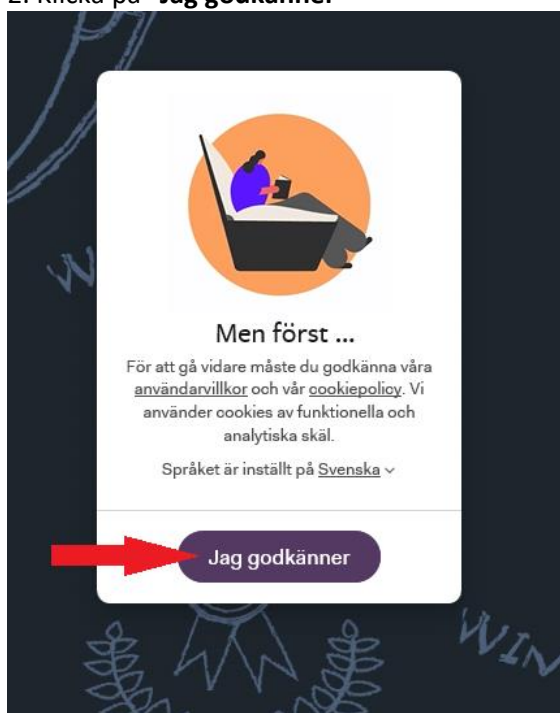 2. Klicka på "Jag godkänner"
W
Men först ...
För att gå vidare måste du godkänna våra
användarvillkor och vår cookiepolicy. Vi
använder cookies av funktionella och
analytiska skäl.
Språket är inställt på Svenska
Jag godkänner
WIN